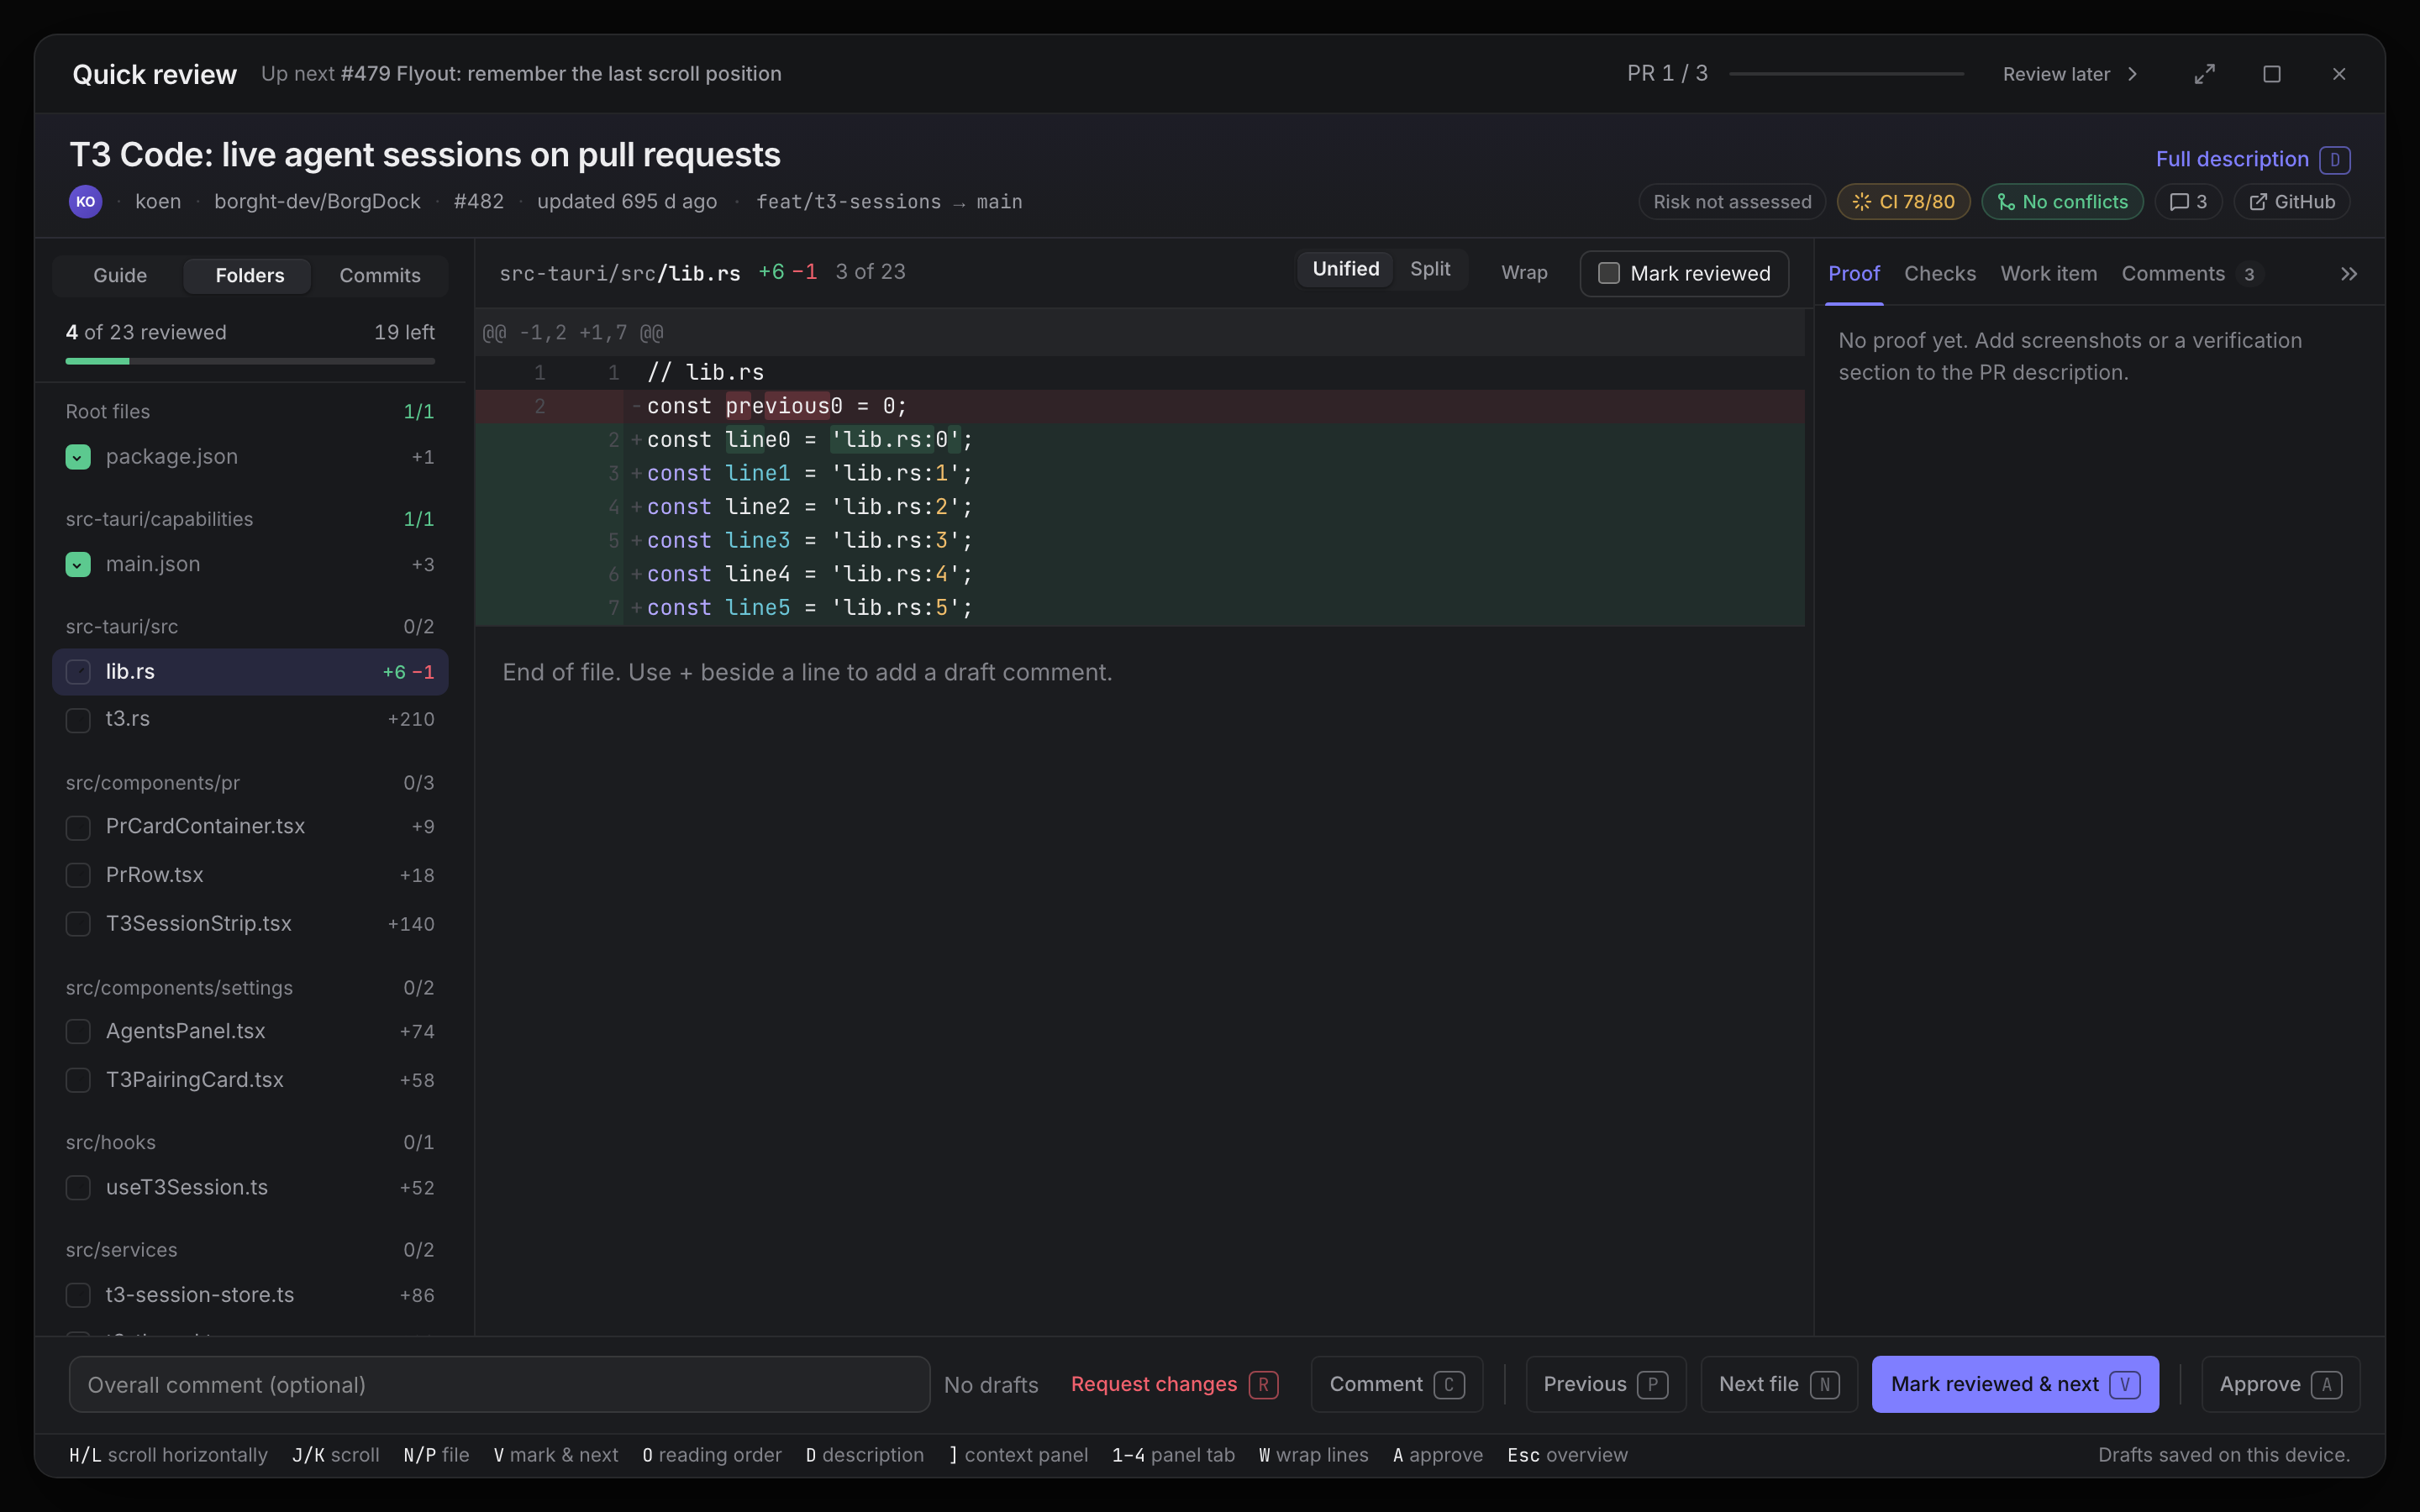 Quick review Up next #479 Flyout: remember the last scroll position PR 1 / 3 Review later
T3 Code: live agent sessions on pull requests Full description D
KO · koen · borght-dev/BorgDock · #482 · updated 695 d ago · feat/t3-sessions → main Risk not assessed CI 78/80 No conflicts 3 GitHub
Guide Folders Commits
4 of 23 reviewed 19 left
Root files 1/1
package.json +1
src-tauri/capabilities 1/1
main.json +3
src-tauri/src 0/2
lib.rs +6 −1
t3.rs +210
src/components/pr 0/3
PrCardContainer.tsx +9
PrRow.tsx +18
T3SessionStrip.tsx +140
src/components/settings 0/2
AgentsPanel.tsx +74
T3PairingCard.tsx +58
src/hooks 0/1
useT3Session.ts +52
src/services 0/2
t3-session-store.ts +86
src-tauri/src/lib.rs +6 −1 3 of 23 Unified Split Wrap Mark reviewed
@@ -1,2 +1,7 @@
1 1 // lib.rs
2 -const previous0 = 0;
2 +const line0 = 'lib.rs:0';
3 +const line1 = 'lib.rs:1';
4 +const line2 = 'lib.rs:2';
5 +const line3 = 'lib.rs:3';
6 +const line4 = 'lib.rs:4';
7 +const line5 = 'lib.rs:5';
End of file. Use + beside a line to add a draft comment.
Proof Checks Work item Comments 3
No proof yet. Add screenshots or a verification
section to the PR description.
Overall comment (optional) No drafts Request changes R Comment C Previous P Next file N Mark reviewed & next V Approve A
H/L scroll horizontally J/K scroll N/P file V mark & next O reading order D description ] context panel 1–4 panel tab W wrap lines A approve Esc overview Drafts saved on this device.